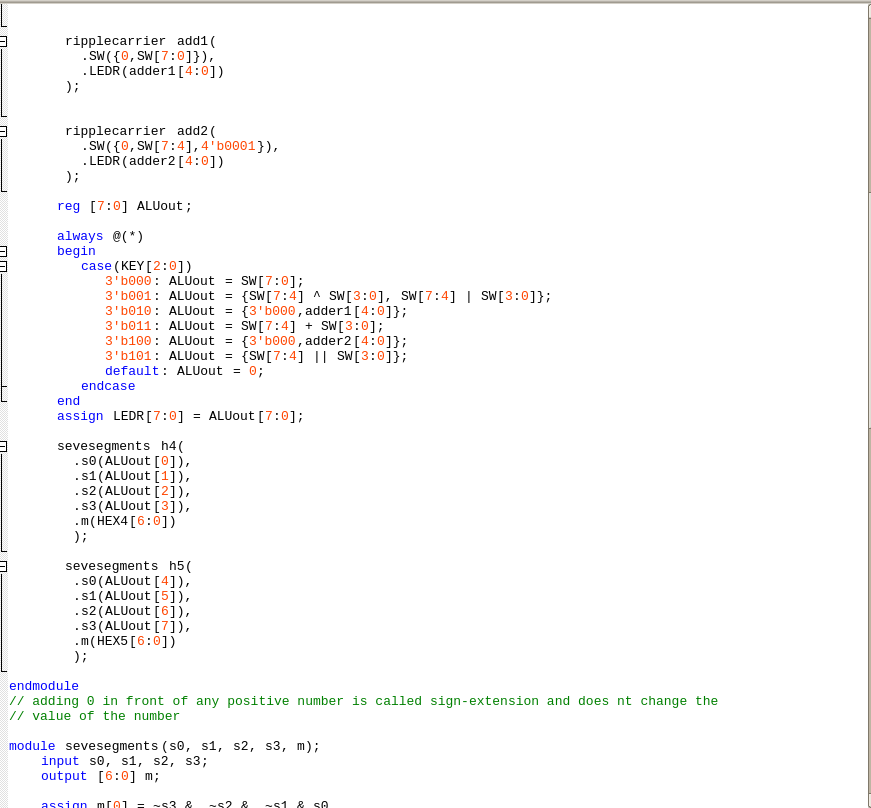 ripplecarrier add1(
.SW({0,SW[7:0]}),
.LEDR(adder1[4:0])
);
ripplecarrier add2(
.SW({0,SW[7:4],4'b0001}),
.LEDR(adder2[4:0])
);
reg [7:0] ALUout;
always @(*)
begin
case(KEY[2:0])
3'b000: ALUout = SW[7:0];
3'b001: ALUout = {SW[7:4] ^ SW[3:0], SW[7:4] | SW[3:0]};
3'b010: ALUout = {3'b000,adder1[4:0]};
3'b011: ALUout = SW[7:4] + SW[3:0];
3'b100: ALUout = {3'b000,adder2[4:0]};
3'b101: ALUout = {SW[7:4] || SW[3:0]};
default: ALUout = 0;
endcase
end
assign LEDR[7:0] = ALUout[7:0];
sevesegments h4(
.s0(ALUout[0]),
.s1(ALUout[1]),
.s2(ALUout[2]),
.s3(ALUout[3]),
.m(HEX4[6:0])
);
sevesegments h5(
.s0(ALUout[4]),
.s1(ALUout[5]),
.s2(ALUout[6]),
.s3(ALUout[7]),
.m(HEX5[6:0])
);
endmodule
// adding 0 in front of any positive number is called sign-extension and does nt change the
// value of the number
module sevesegments(s0, s1, s2, s3, m);
input s0, s1, s2, s3;
output [6:0] m;
assign m[0] = ~s3 & ~s2 & ~s1 & s0